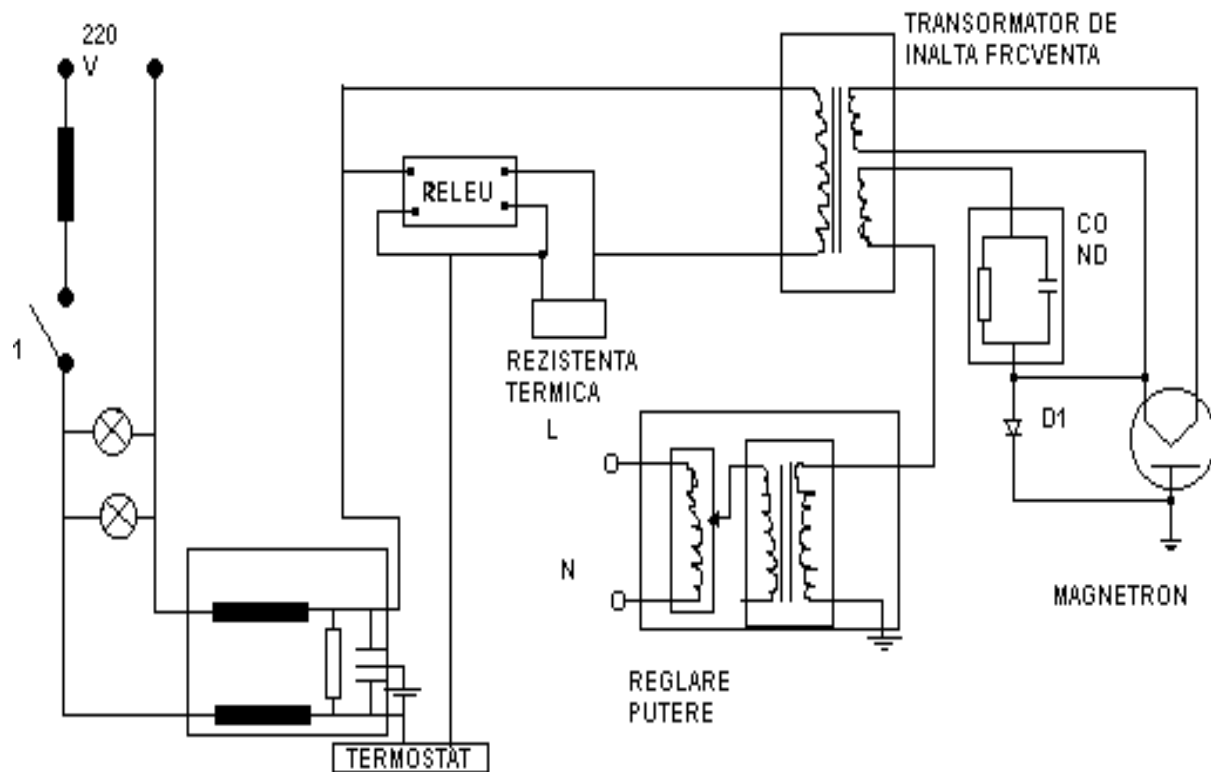 220
V
TRANSORMATOR DE
INALTA FRCVENTA
RELEU
CO
ND
1
REZISTENTA
TERMICA
L
D1
N
MAGNETRON
REGLARE
PUTERE
TERMOSTAT